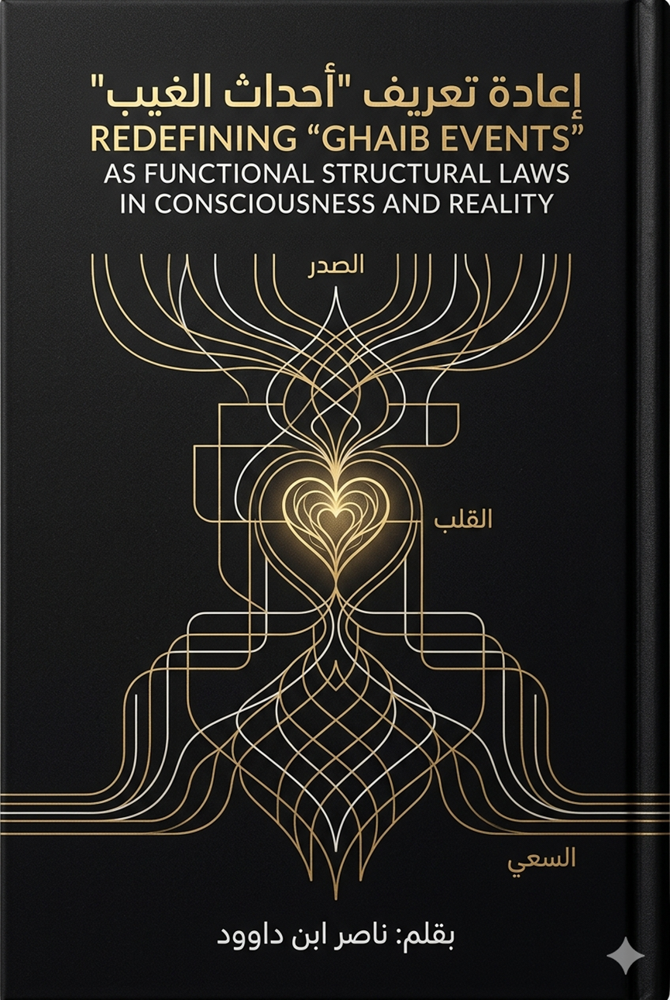 إعادة تعريف "أحداث الغيب"
REDEFINING “GHAIB EVENTS”
AS FUNCTIONAL STRUCTURAL LAWS
IN CONSCIOUSNESS AND REALITY
الصدر
القلب
السعي
بقلم: ناصر ابن داوود